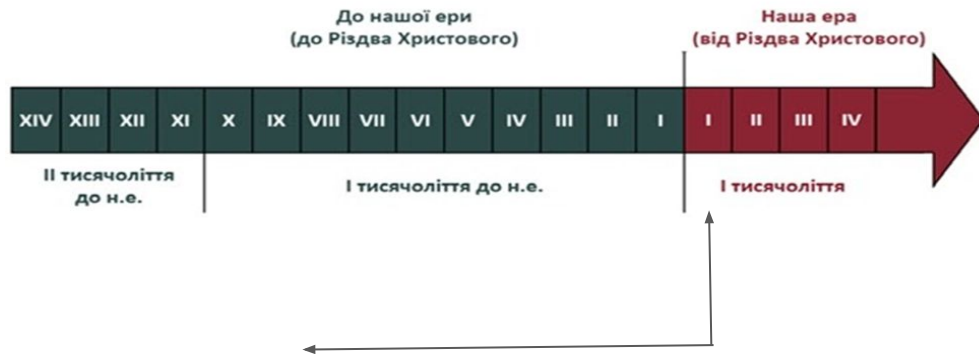 До нашої ери
(до Різдва Христового)
Наша ера
(від Різдва Христового)
XIV XIII XII XI X IX VIII VII VI V IV III II I I II III IV
II тисячоліття
до н.е.
I тисячоліття до н.е.
I тисячоліття